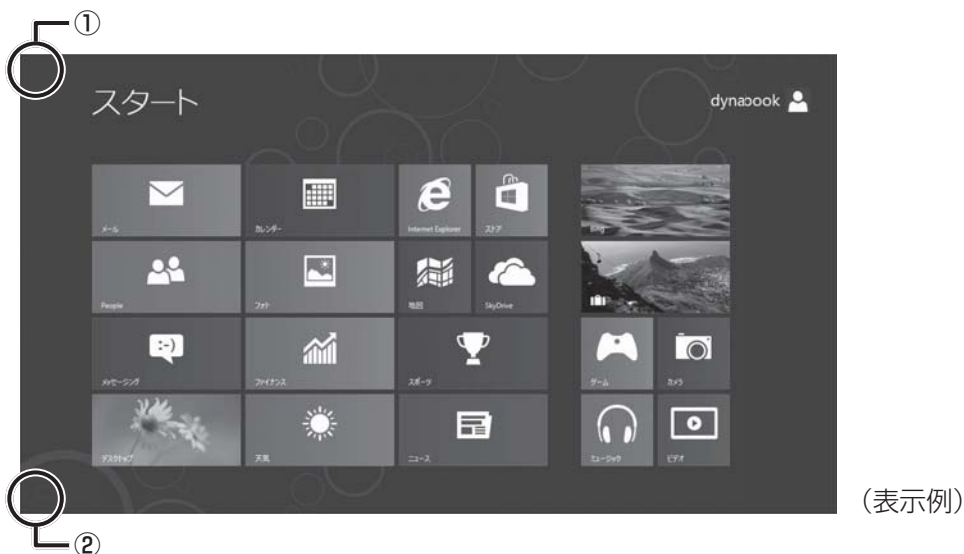 ①
スタート
dynabook
メール
カレンダー
Internet Explorer
ストア
Bing
People
フォト
地図
SkyDrive
:-)
メッセージング
ファイナンス
スポーツ
ゲーム
カメラ
デスクトップ
天気
ニュース
ミュージック
ビデオ
（表示例）
②